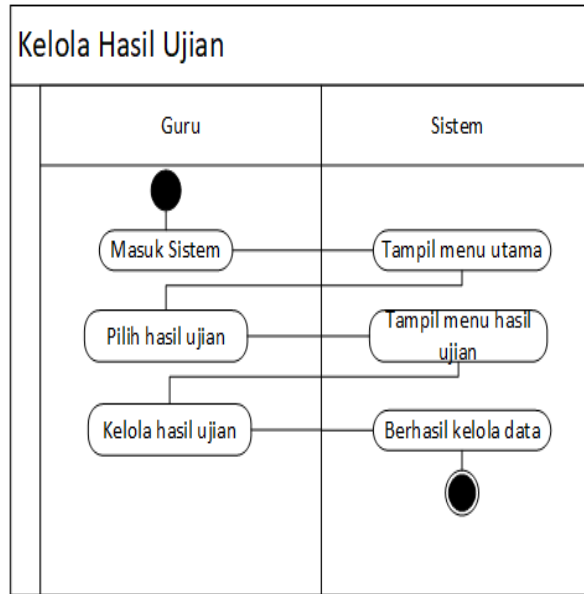 Kelola Hasil Ujian
Guru
Sistem
Masuk Sistem
Tampil menu utama
Pilih hasil ujian
Tampil menu hasil
ujian
Kelola hasil ujian
Berhasil kelola data